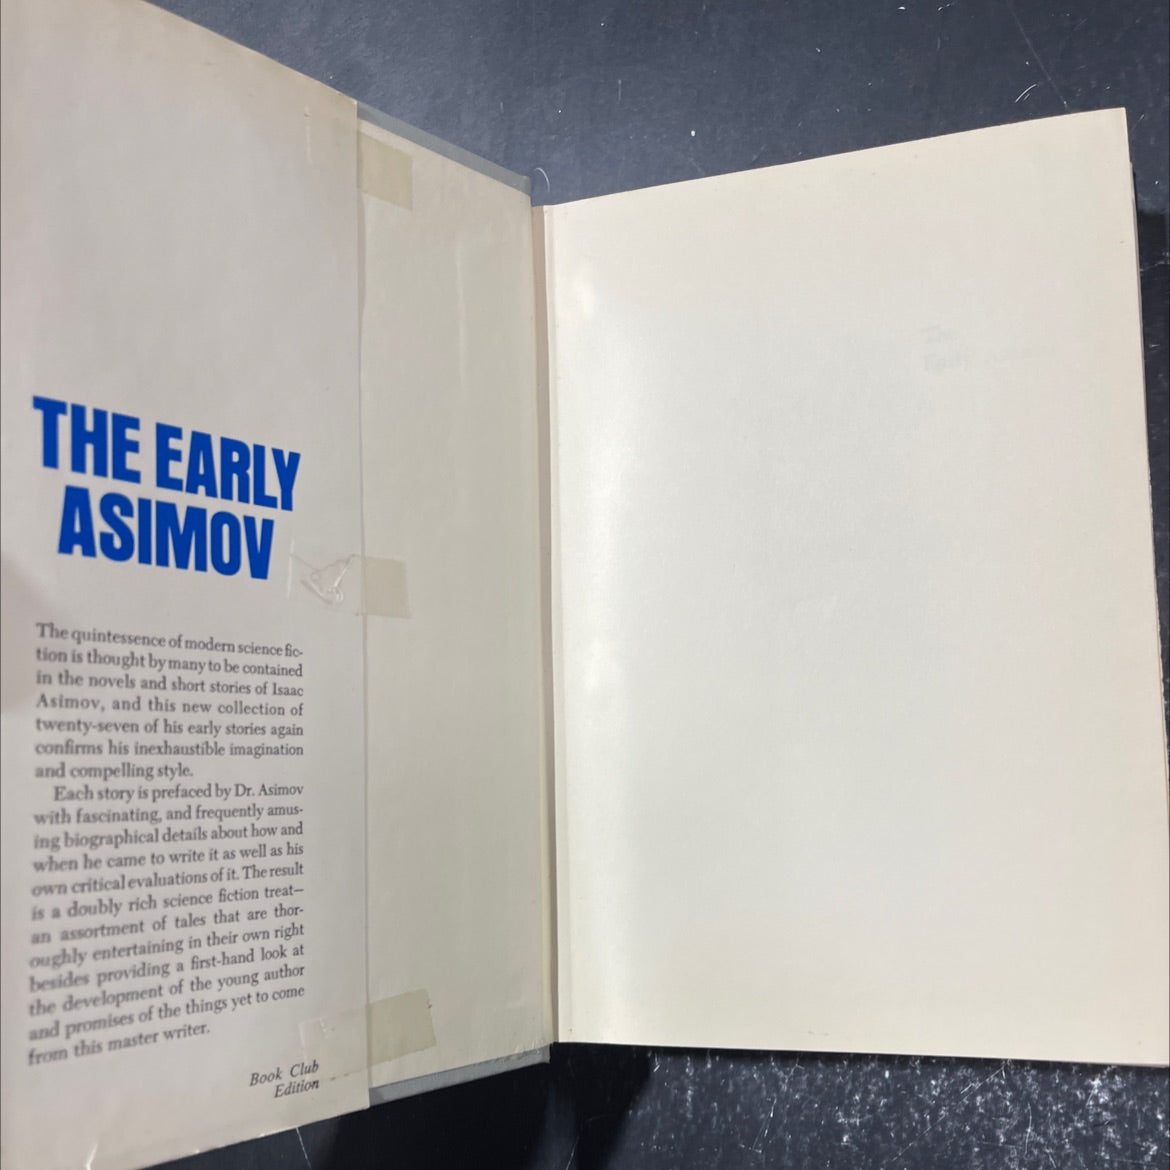 THE EARLY
ASIMOV
The quintessence of modern science fic-
tion is thought by many to be contained
in the novels and short stories of Isaac
Asimov, and this new collection of
twenty-seven of his early stories again
confirms his inexhaustible imagination
and compelling style.
Each story is prefaced by Dr. Asimov
with fascinating, and frequently amus-
ing biographical details about how and
when he came to write it as well as his
own critical evaluations of it. The result
is a doubly rich science fiction treat—
an assortment of tales that are thor-
oughly entertaining in their own right
besides providing a first-hand look at
the development of the young author
and promises of the things yet to come
from this master writer.
Book Club
Edition
The
Early